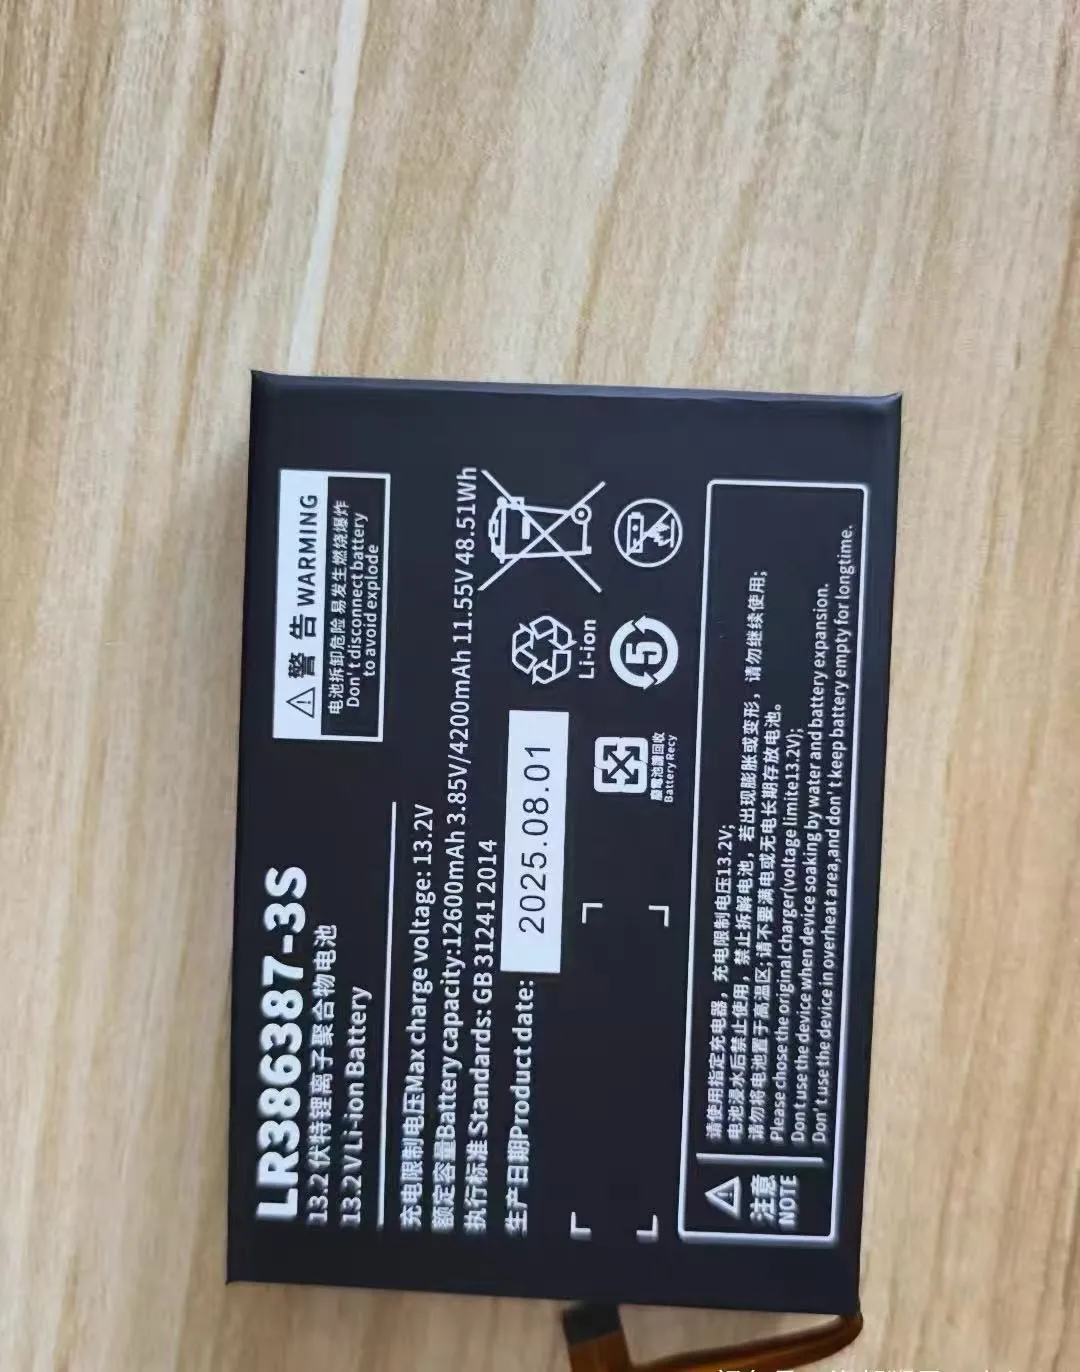 LR386387-3S
13.2 伏特锂离子聚合物电池
13.2 V Li-ion Battery
警 告 WARMING
电池拆卸危险 易发生燃烧爆炸
Don't disconnect battery
to avoid explode
充电限制电压Max charge voltage: 13.2V
额定容量Battery capacity:12600mAh 3.85V/4200mAh 11.55V 48.51Wh
执行标准 Standards: GB 31241 2014
生产日期Product date:
2025.08.01
Li-ion
5
電池請回收
Battery Recy
注意
NOTE
请使用指定充电器，充电限制电压13.2V;
电池浸水后禁止使用，禁止拆解电池，若出现膨胀或变形，请勿继续使用;
请勿将电池置于高温区;请不要满电或无电长期存放电池。
Please chose the original charger(voltage limite13.2V);
Dont use the device when device soaking by water and battery expansion.
Don't use the device in overheat area,and don't keep battery empty for longtime.